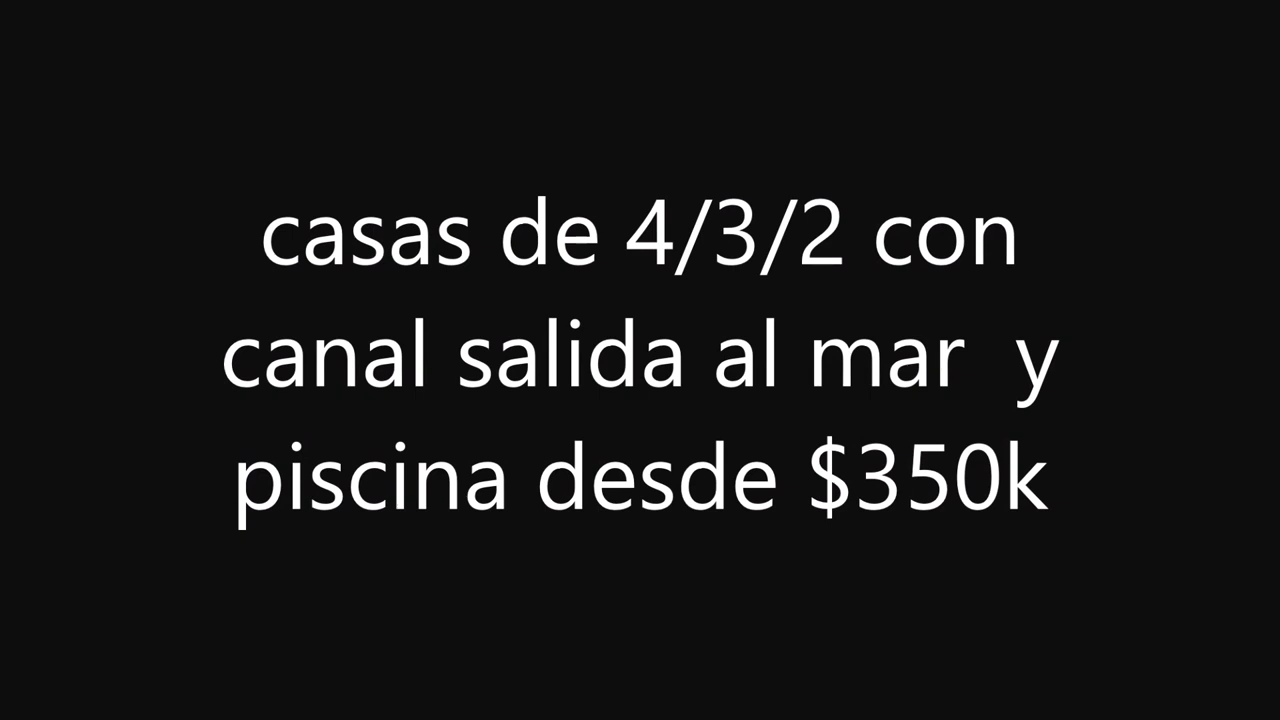 casas de 4/3/2 con
canal salida al mar  y
piscina desde $350k